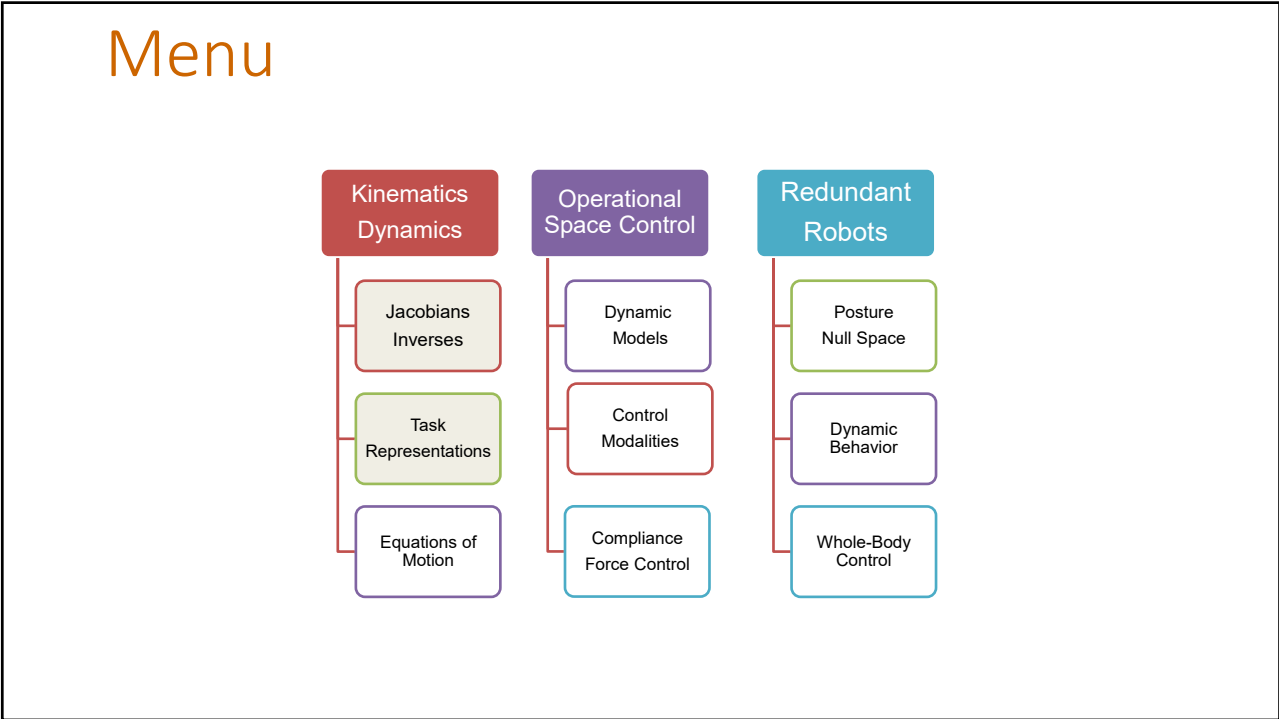 Menu
Kinematics
Dynamics
Jacobians
Inverses
Task
Representations
Equations of
Motion
Operational
Space Control
Dynamic
Models
Control
Modalities
Compliance
Force Control
Redundant
Robots
Posture
Null Space
Dynamic
Behavior
Whole-Body
Control